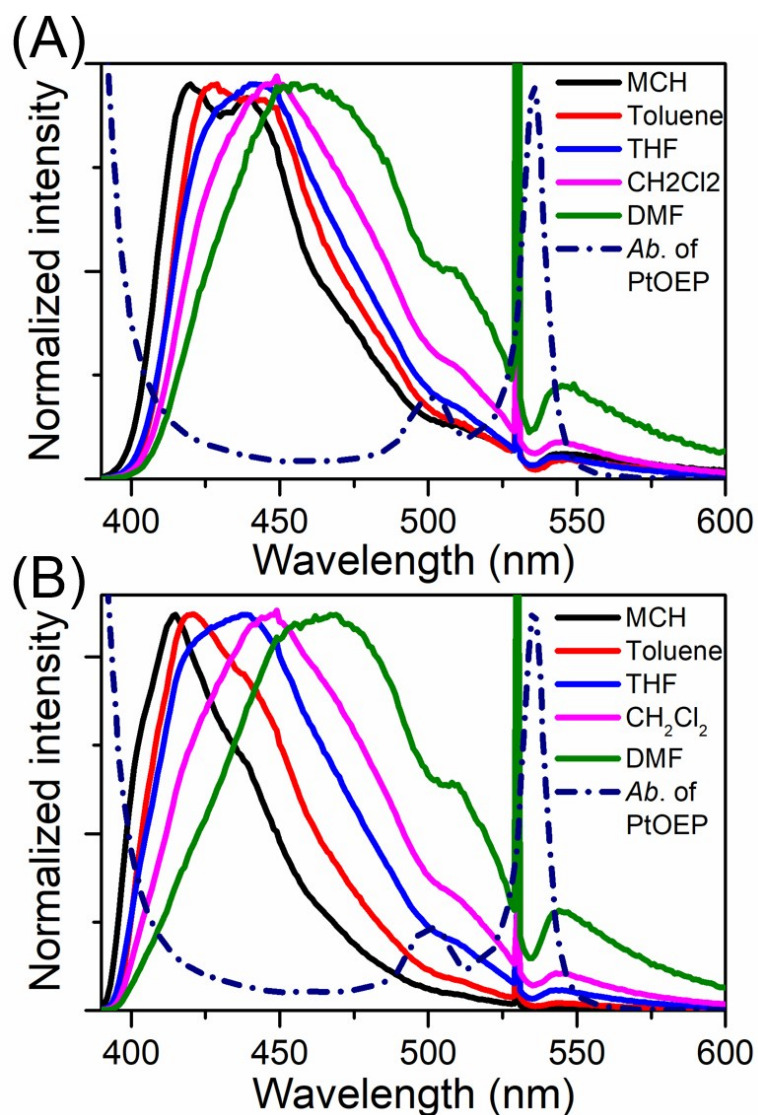 (A)
Normalized intensity
MCH
Toluene
THF
CH2Cl2
DMF
Ab. of
PtOEP
400 450 500 550 600
Wavelength (nm)
(B)
Normalized intensity
MCH
Toluene
THF
CH₂Cl₂
DMF
Ab. of
PtOEP
400 450 500 550 600
Wavelength (nm)